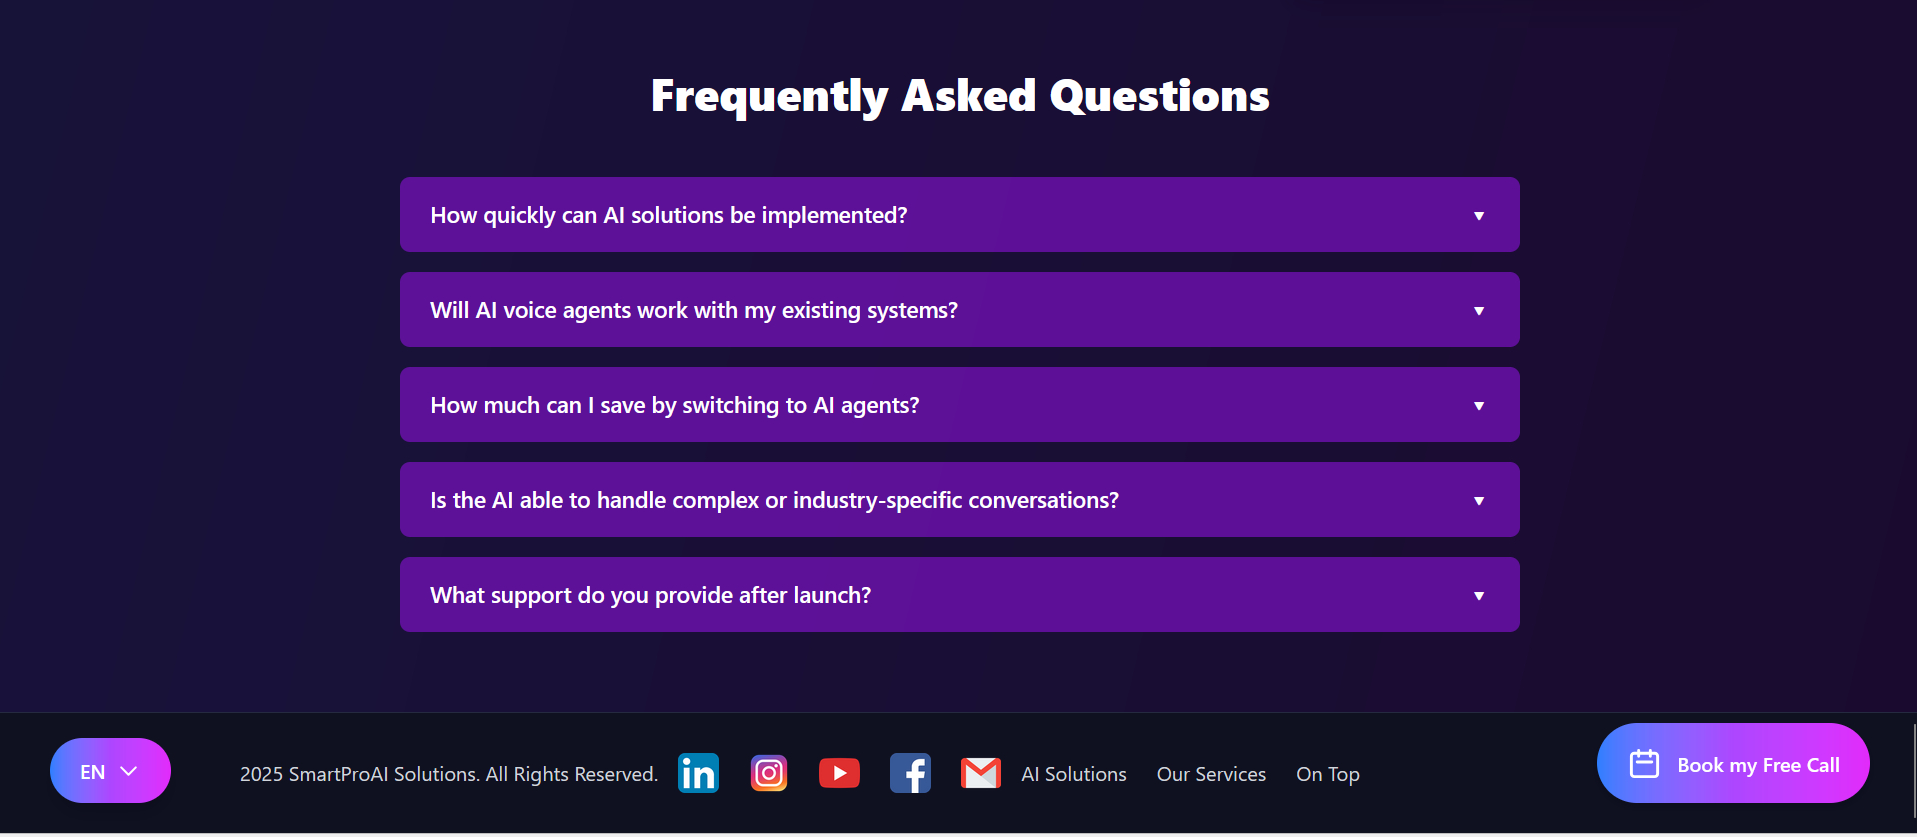 Frequently Asked Questions
How quickly can AI solutions be implemented?
Will AI voice agents work with my existing systems?
How much can I save by switching to AI agents?
Is the AI able to handle complex or industry-specific conversations?
What support do you provide after launch?
EN
2025 SmartProAI Solutions. All Rights Reserved.
in
AI Solutions
Our Services
On Top
Book my Free Call